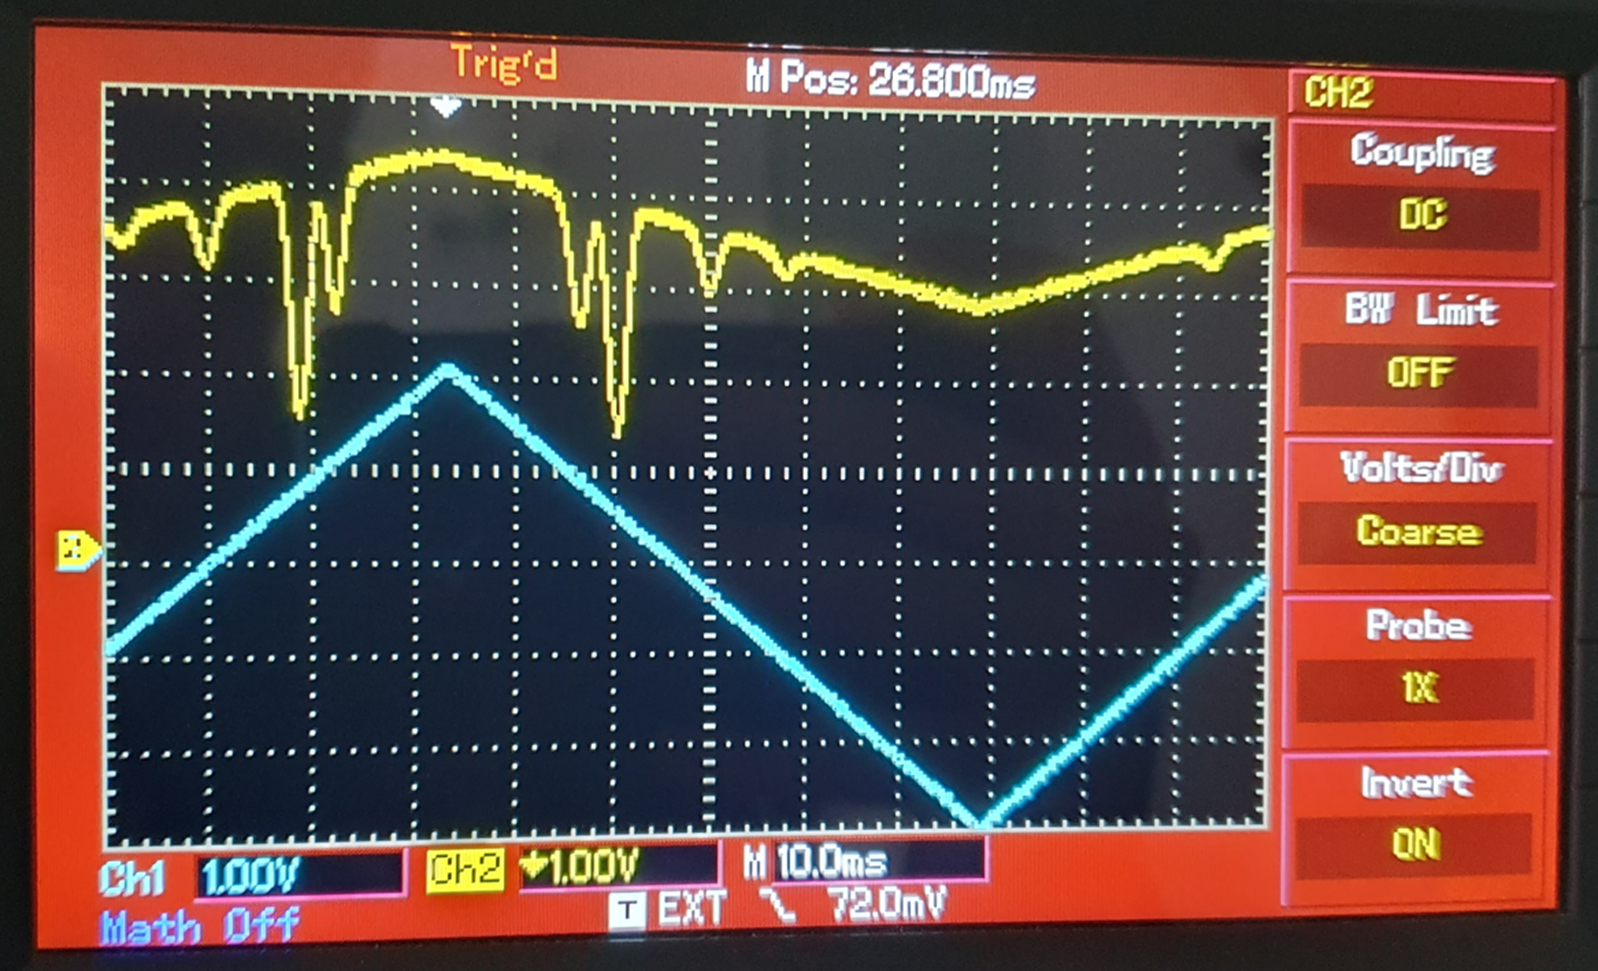 Trig'd
M Pos: 26.800ms
CH2
Coupling
DC
BW Limit
OFF
Volts/Div
Coarse
Probe
1X
Invert
ON
2
Ch1 1.00V Ch2 1.00V M 10.0ms
Math Off T EXT 72.0mV